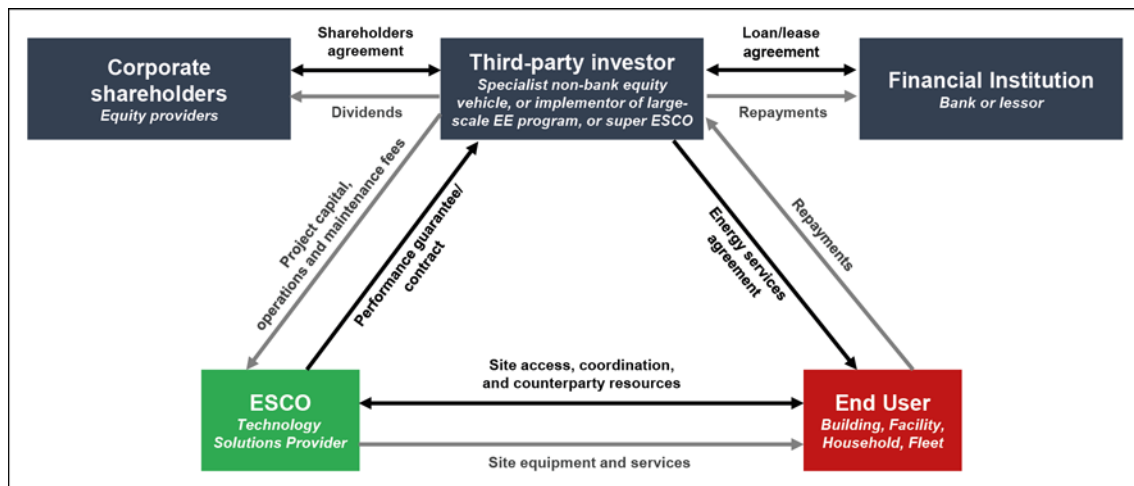 Shareholders
agreement
Loan/lease
agreement
Corporate
shareholders
Equity providers
Third-party investor
Specialist non-bank equity
vehicle, or implementor of large-
scale EE program, or super ESCO
Financial Institution
Bank or lessor
Dividends
Repayments
Project capital,
operations and maintenance fees
Performance guarantee/
contract
Energy services
agreement
Repayments
Site access, coordination,
and counterparty resources
ESCO
Technology
Solutions Provider
End User
Building, Facility,
Household, Fleet
Site equipment and services